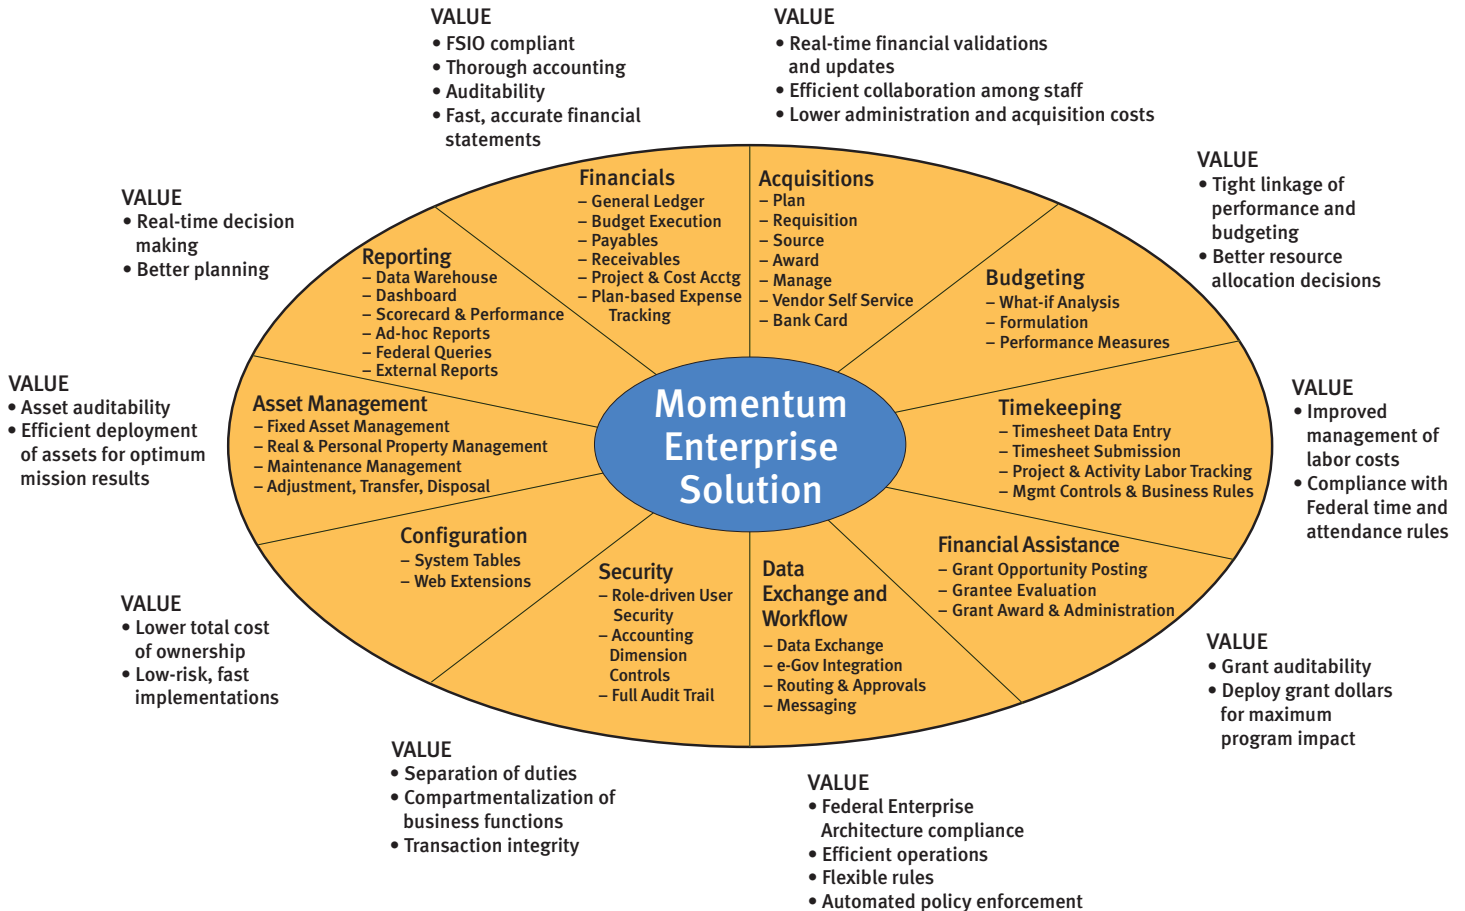 VALUE
• FSIO compliant
• Thorough accounting
• Auditability
• Fast, accurate financial
statements
VALUE
• Real-time financial validations
and updates
• Efficient collaboration among staff
• Lower administration and acquisition costs
VALUE
• Tight linkage of
performance and
budgeting
• Better resource
allocation decisions
VALUE
• Real-time decision
making
• Better planning
Financials
– General Ledger
– Budget Execution
– Payables
– Receivables
– Project & Cost Acctg
– Plan-based Expense
Tracking
Acquisitions
– Plan
– Requisition
– Source
– Award
– Manage
– Vendor Self Service
– Bank Card
Reporting
– Data Warehouse
– Dashboard
– Scorecard & Performance
– Ad-hoc Reports
– Federal Queries
– External Reports
Budgeting
– What-if Analysis
– Formulation
– Performance Measures
VALUE
• Asset auditability
• Efficient deployment
of assets for optimum
mission results
Asset Management
– Fixed Asset Management
– Real & Personal Property Management
– Maintenance Management
– Adjustment, Transfer, Disposal
Momentum
Enterprise
Solution
Timekeeping
– Timesheet Data Entry
– Timesheet Submission
– Project & Activity Labor Tracking
– Mgmt Controls & Business Rules
VALUE
• Improved
management of
labor costs
• Compliance with
Federal time and
attendance rules
Configuration
– System Tables
– Web Extensions
Security
– Role-driven User
Security
– Accounting
Dimension
Controls
– Full Audit Trail
Data
Exchange and
Workflow
– Data Exchange
– e-Gov Integration
– Routing & Approvals
– Messaging
Financial Assistance
– Grant Opportunity Posting
– Grantee Evaluation
– Grant Award & Administration
VALUE
• Lower total cost
of ownership
• Low-risk, fast
implementations
VALUE
• Grant auditability
• Deploy grant dollars
for maximum
program impact
VALUE
• Separation of duties
• Compartmentalization of
business functions
• Transaction integrity
VALUE
• Federal Enterprise
Architecture compliance
• Efficient operations
• Flexible rules
• Automated policy enforcement